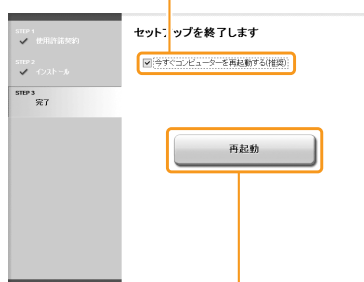 STEP 1
使用許諾契約
STEP 2
インストール
STEP 3
完了
セットアップを終了します
今すぐコンピューターを再起動する(推奨)
再起動